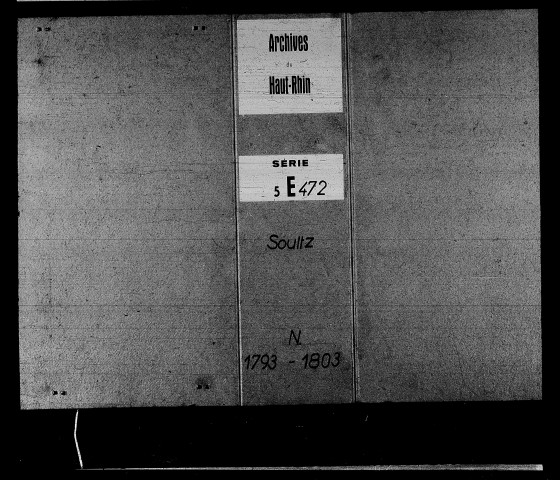 Archives
du
Haut-Rhin
SÉRIE
5 E 472
Soultz
N
1793 - 1803